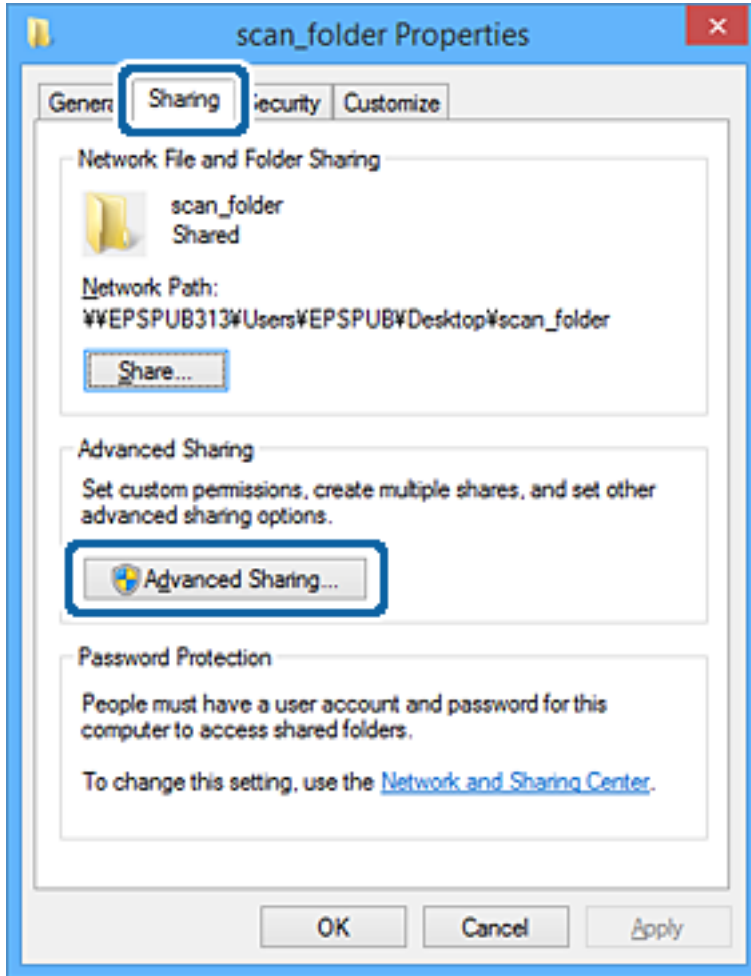 scan_folder Properties
General Sharing Security Customize
Network File and Folder Sharing
scan_folder
Shared
Network Path:
¥¥EPSPUB313¥Users¥EPSPUB¥Desktop¥scan_folder
Share...
Advanced Sharing
Set custom permissions, create multiple shares, and set other
advanced sharing options.
Advanced Sharing...
Password Protection
People must have a user account and password for this
computer to access shared folders.
To change this setting, use the Network and Sharing Center.
OK Cancel Apply